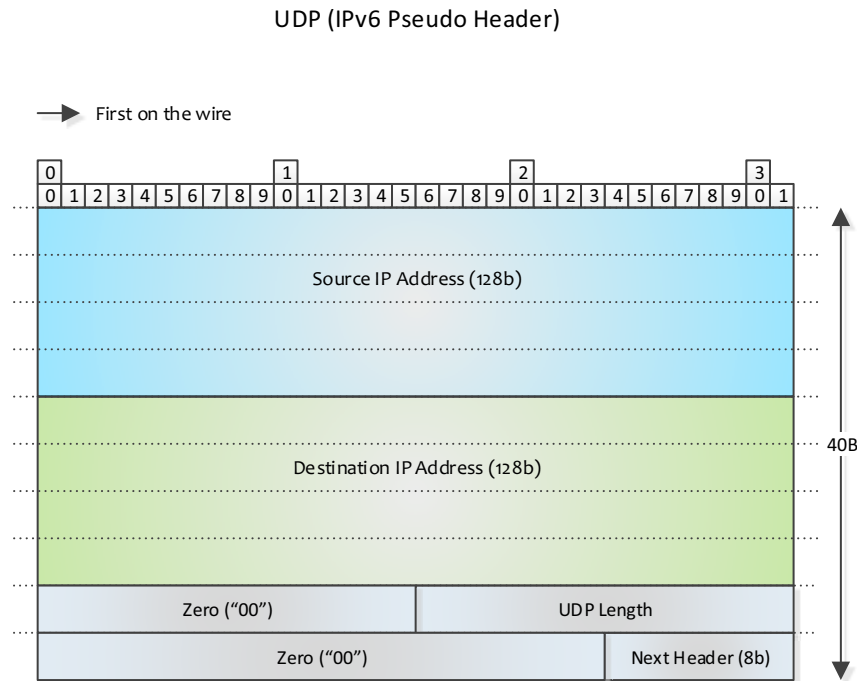 UDP (IPv6 Pseudo Header)
First on the wire
0 1 2 3
0 1 2 3 4 5 6 7 8 9 0 1 2 3 4 5 6 7 8 9 0 1 2 3 4 5 6 7 8 9 0 1
Source IP Address (128b)
40B
Destination IP Address (128b)
Zero (“00”) UDP Length
Zero (“00”) Next Header (8b)